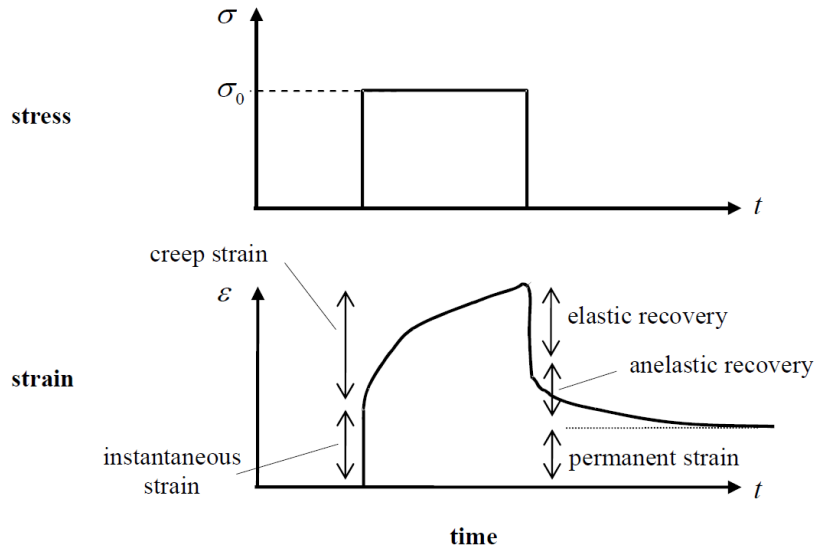 σ
σ₀
stress
t
creep strain
ε
elastic recovery
strain
anelastic recovery
instantaneous
strain
permanent strain
t
time